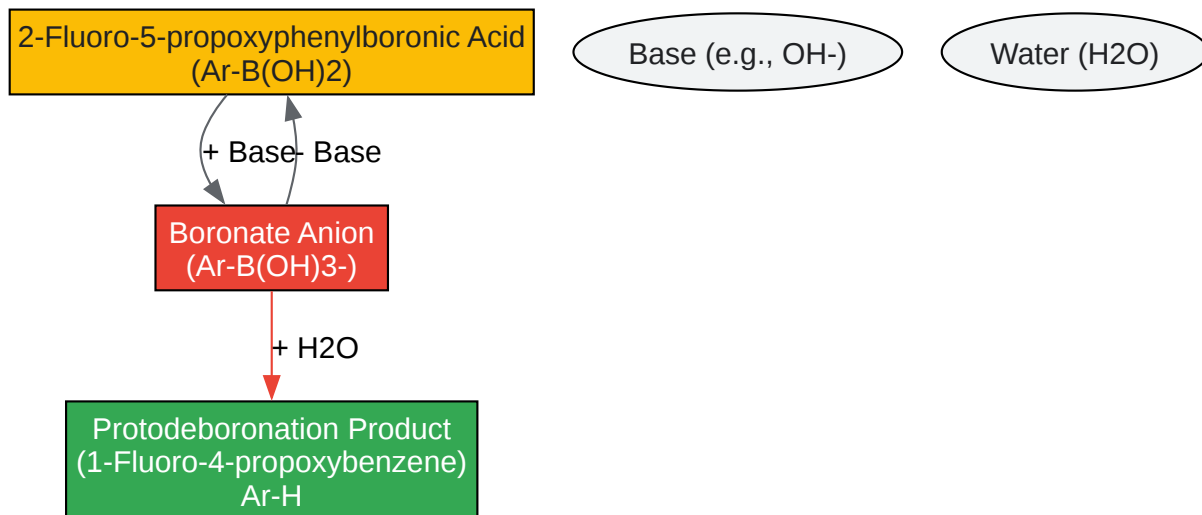 2-Fluoro-5-propoxyphenylboronic Acid
(Ar-B(OH)2)
Base (e.g., OH-)
Water (H2O)
+ Base
- Base
Boronate Anion
(Ar-B(OH)3-)
+ H2O
Protodeboronation Product
(1-Fluoro-4-propoxybenzene)
Ar-H